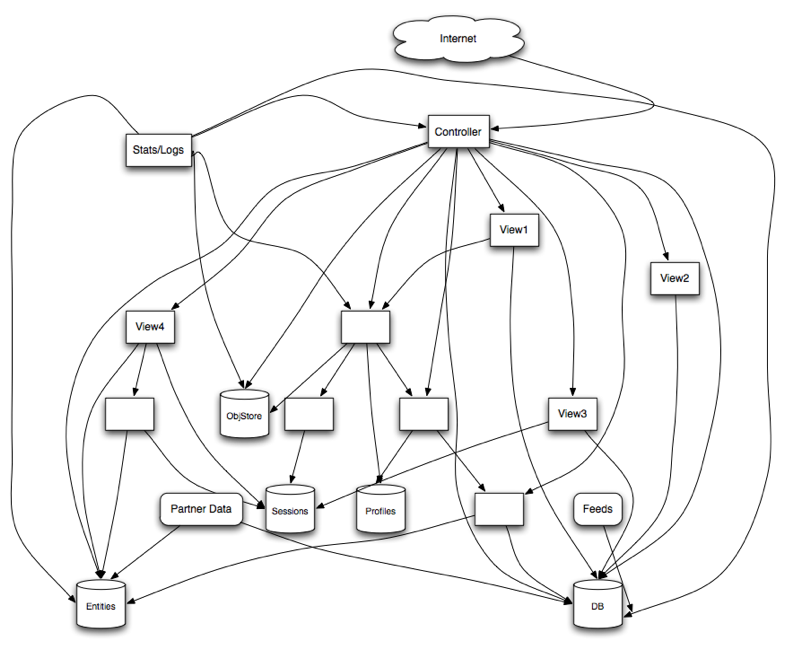 Internet
Controller
Stats/Logs
View1
View2
View4
ObjStore
View3
Partner Data
Sessions
Profiles
Feeds
Entities
DB